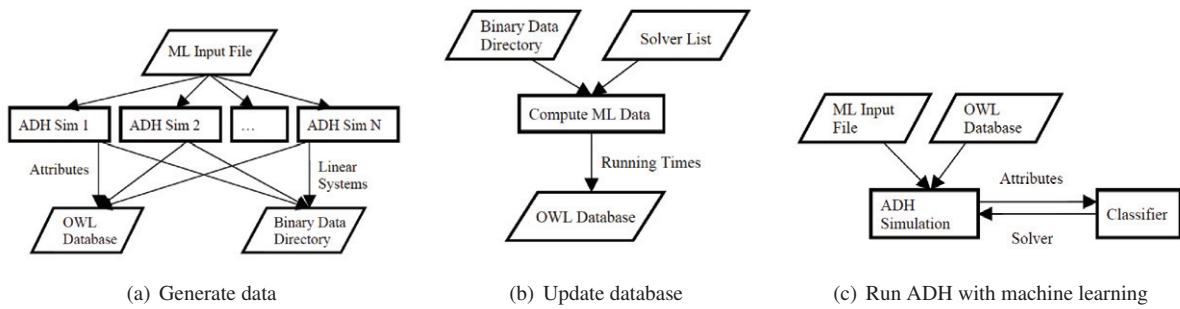 ML Input File
ADH Sim 1
ADH Sim 2
...
ADH Sim N
Attributes
Linear
Systems
OWL
Database
Binary Data
Directory
(a) Generate data
Binary Data
Directory
Solver List
Compute ML Data
Running Times
OWL Database
(b) Update database
ML Input
File
OWL
Database
Attributes
ADH
Simulation
Classifier
Solver
(c) Run ADH with machine learning